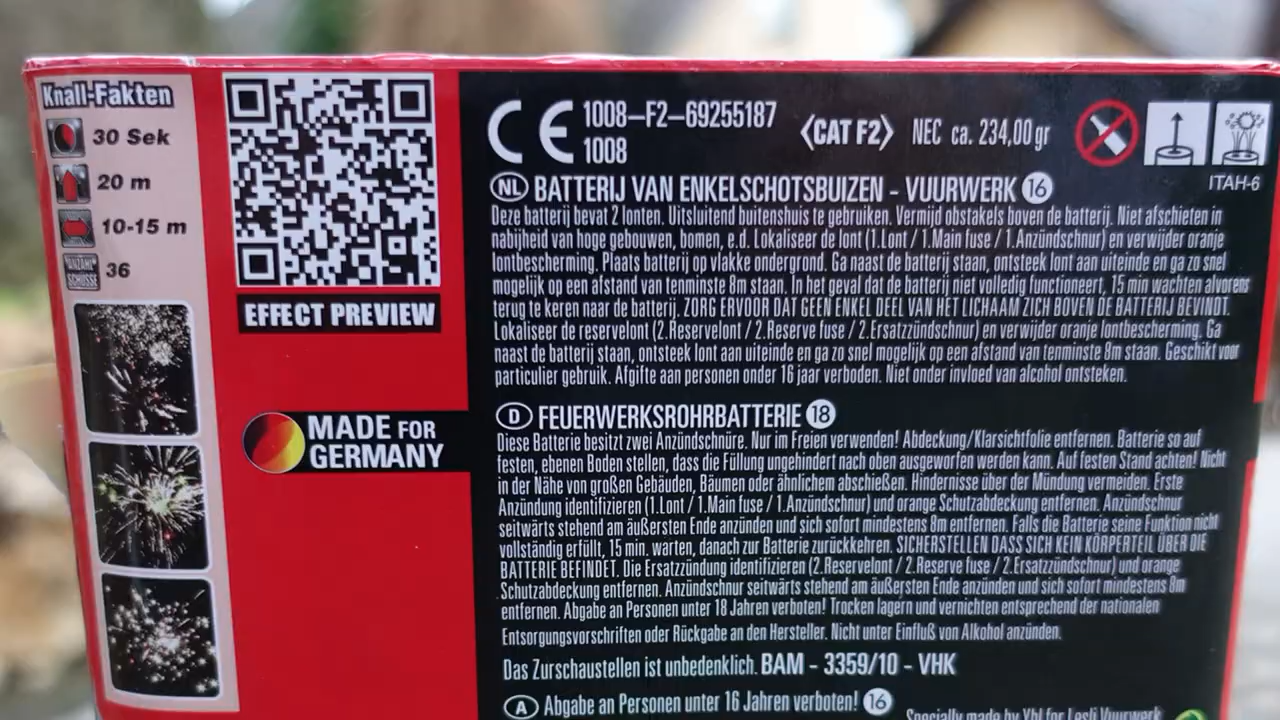 Knall-Fakten
30 Sek
20 m
10-15 m
ANZAHL SCHÜSSE
36
EFFECT PREVIEW
MADE FOR
GERMANY
CE 1008-F2-69255187
1008
<CAT F2>
NEC ca. 234,00 gr
ITAH-6
NL BATTERIJ VAN ENKELSCHOTSBUIZEN - VUURWERK 16
Deze batterij bevat 2 lonten. Uitsluitend buitenshuis te gebruiken. Vermijd obstakels boven de batterij. Niet afschieten in
nabijheid van hoge gebouwen, bomen, e.d. Lokaliseer de lont (1.Lont / 1.Main fuse / 1.Anzündschnur) en verwijder oranje
lontbescherming. Plaats batterij op vlakke ondergrond. Ga naast de batterij staan, ontsteek lont aan uiteinde en ga zo snel
mogelijk op een afstand van tenminste 8m staan. In het geval dat de batterij niet volledig functioneert, 15 min wachten alvorens
terug te keren naar de batterij. ZORG ERVOOR DAT GEEN ENKEL DEEL VAN HET LICHAAM ZICH BOVEN DE BATTERIJ BEVINDT.
Lokaliseer de reservelont (2.Reservelont / 2.Reserve fuse / 2.Ersatzzündschnur) en verwijder oranje lontbescherming. Ga
naast de batterij staan, ontsteek lont aan uiteinde en ga zo snel mogelijk op een afstand van tenminste 8m staan. Geschikt voor
particulier gebruik. Afgifte aan personen onder 16 jaar verboden. Niet onder invloed van alcohol ontsteken.
D FEUERWERKSROHRBATTERIE 18
Diese Batterie besitzt zwei Anzündschnüre. Nur im Freien verwenden! Abdeckung/Klarsichtfolie entfernen. Batterie so auf
festen, ebenen Boden stellen, dass die Füllung ungehindert nach oben ausgeworfen werden kann. Auf festen Stand achten! Nicht
in der Nähe von großen Gebäuden, Bäumen oder ähnlichem abschießen. Hindernisse über der Mündung vermeiden. Erste
Anzündung identifizieren (1.Lont / 1.Main fuse / 1.Anzündschnur) und orange Schutzabdeckung entfernen. Anzündschnur
seitwärts stehend am äußersten Ende anzünden und sich sofort mindestens 8m entfernen. Falls die Batterie seine Funktion nicht
vollständig erfüllt, 15 min. warten, danach zur Batterie zurückkehren. SICHERSTELLEN DASS SICH KEIN KÖRPERTEIL ÜBER DIE
BATTERIE BEFINDET. Die Ersatzzündung identifizieren (2.Reservelont / 2.Reserve fuse / 2.Ersatzzündschnur) und orange
Schutzabdeckung entfernen. Anzündschnur seitwärts stehend am äußersten Ende anzünden und sich sofort mindestens 8m
entfernen. Abgabe an Personen unter 18 Jahren verboten! Trocken lagern und vernichten entsprechend der nationalen
Entsorgungsvorschriften oder Rückgabe an den Hersteller. Nicht unter Einfluß von Alkohol anzünden.
Das Zurschaustellen ist unbedenklich. BAM - 3359/10 - VHK
A Abgabe an Personen unter 16 Jahren verboten! 16
Specially made by Ybl for Lesli Vuurwerk